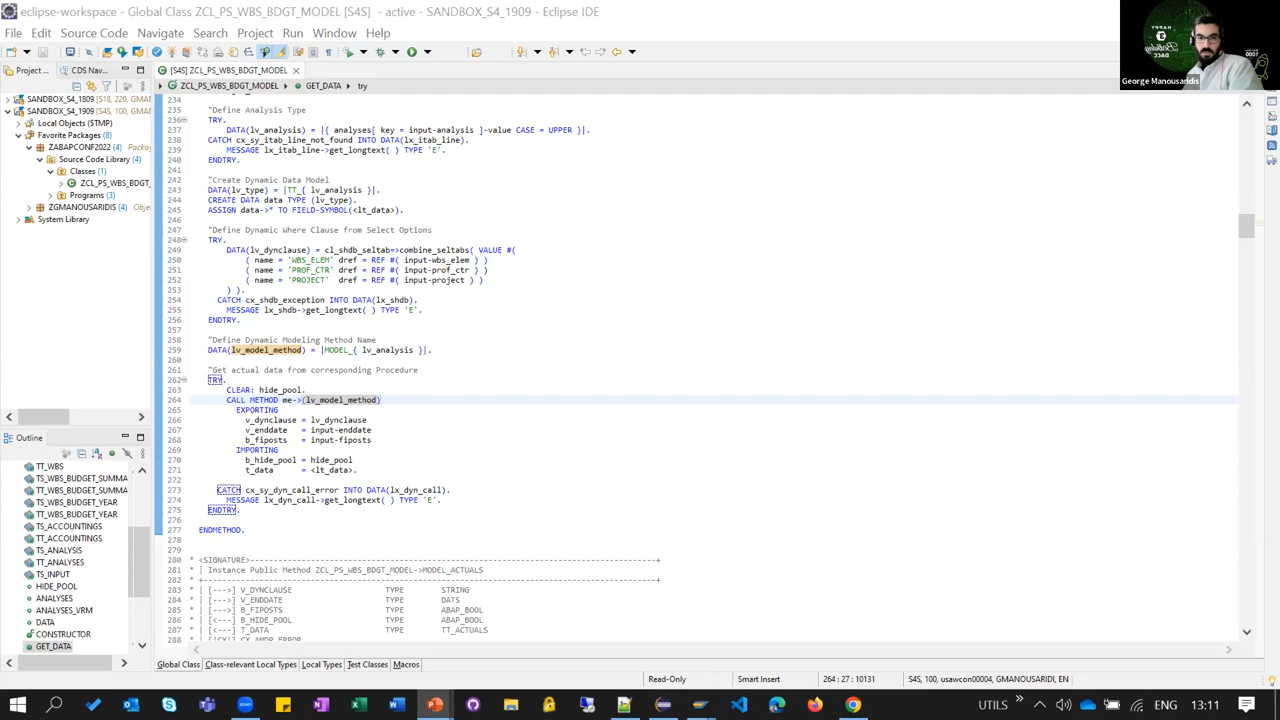 eclipse-workspace - Global Class ZCL_PS_WBS_BDGT_MODEL [S4S] - active - SANDBOX_S4_1909 - Eclipse IDE
File Edit Source Code Navigate Search Project Run Window Help
HAPPY
Birthday
DACC
George Manousaridis
Project ...
CDS Nav...
[S4S] ZCL_PS_WBS_BDGT_MODEL
ZCL_PS_WBS_BDGT_MODEL GET_DATA try
SANDBOX_S4_1809 [S18, 220, GMAN
SANDBOX_S4_1909 [S4S, 100, GMAN
Local Objects ($TMP)
Favorite Packages (8)
ZABAPCONF2022 (4) Packag
Source Code Library (4)
Classes (1)
ZCL_PS_WBS_BDGT_
Programs (3)
ZGMANOUSARIDIS (4) Obje
System Library
234
235 "Define Analysis Type
236 TRY.
237 DATA(lv_analysis) = |{ analyses[ key = input-analysis ]-value CASE = UPPER }|.
238 CATCH cx_sy_itab_line_not_found INTO DATA(lx_itab_line).
239 MESSAGE lx_itab_line->get_longtext( ) TYPE 'E'.
240 ENDTRY.
241
242 "Create Dynamic Data Model
243 DATA(lv_type) = |TT_{ lv_analysis }|.
244 CREATE DATA data TYPE (lv_type).
245 ASSIGN data->* TO FIELD-SYMBOL(<lt_data>).
246
247 "Define Dynamic Where Clause from Select Options
248 TRY.
249 DATA(lv_dynclause) = cl_shdb_seltab=>combine_seltabs( VALUE #(
250 ( name = 'WBS_ELEM' dref = REF #( input-wbs_elem ) )
251 ( name = 'PROF_CTR' dref = REF #( input-prof_ctr ) )
252 ( name = 'PROJECT' dref = REF #( input-project ) )
253 ) ).
254 CATCH cx_shdb_exception INTO DATA(lx_shdb).
255 MESSAGE lx_shdb->get_longtext( ) TYPE 'E'.
256 ENDTRY.
257
258 "Define Dynamic Modeling Method Name
259 DATA(lv_model_method) = |MODEL_{ lv_analysis }|.
260
261 "Get actual data from corresponding Procedure
262 TRY.
263 CLEAR: hide_pool.
264 CALL METHOD me->(lv_model_method)
265 EXPORTING
266 v_dynclause = lv_dynclause
267 v_enddate = input-enddate
268 b_fiposts = input-fiposts
269 IMPORTING
270 b_hide_pool = hide_pool
271 t_data = <lt_data>.
272
273 CATCH cx_sy_dyn_call_error INTO DATA(lx_dyn_call).
274 MESSAGE lx_dyn_call->get_longtext( ) TYPE 'E'.
275 ENDTRY.
276
277 ENDMETHOD.
278
279
280 * <SIGNATURE>---------------------------------------------------------------------------------------+
281 * | Instance Public Method ZCL_PS_WBS_BDGT_MODEL->MODEL_ACTUALS
282 * +-------------------------------------------------------------------------------------------------+
283 * | [--->] V_DYNCLAUSE TYPE STRING
284 * | [--->] V_ENDDATE TYPE DATS
285 * | [--->] B_FIPOSTS TYPE ABAP_BOOL
286 * | [<---] B_HIDE_POOL TYPE ABAP_BOOL
287 * | [<---] T_DATA TYPE TT_ACTUALS
288 * | [!CX!] CX_AMDP_ERROR
Outline
TT_WBS
TS_WBS_BUDGET_SUMMA
TT_WBS_BUDGET_SUMMA
TS_WBS_BUDGET_YEAR
TT_WBS_BUDGET_YEAR
TS_ACCOUNTINGS
TT_ACCOUNTINGS
TS_ANALYSIS
TT_ANALYSES
TS_INPUT
HIDE_POOL
ANALYSES
ANALYSES_VRM
DATA
CONSTRUCTOR
GET_DATA
Global Class Class-relevant Local Types Local Types Test Classes Macros
Read-Only Smart Insert 264 : 27 : 10131 S4S, 100, usawcon00004, GMANOUSARIDI, EN
UTILS ENG 13:11